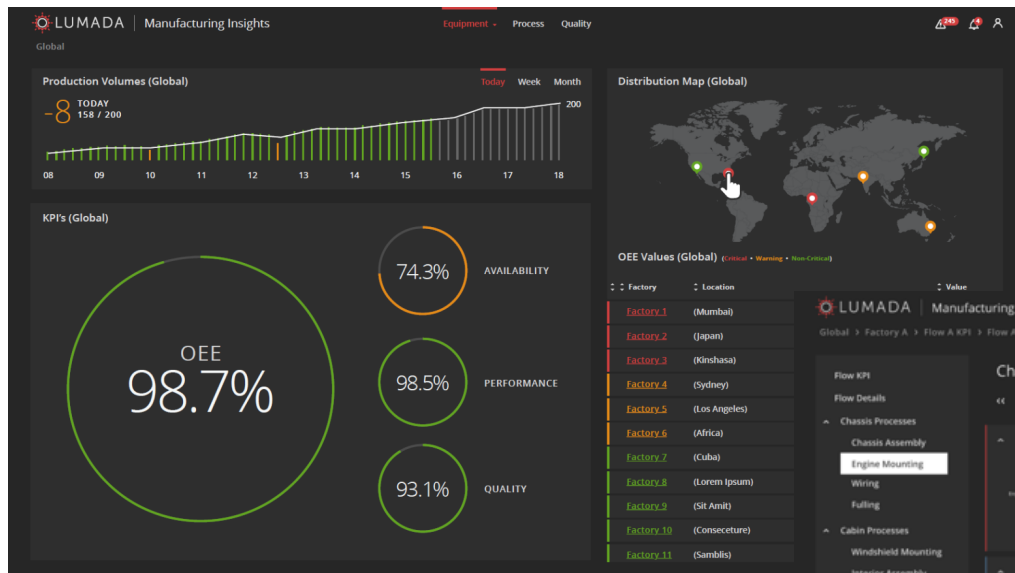 LUMADA | Manufacturing Insights
Equipment
Process
Quality
245
4
Global
Production Volumes (Global)
Today
Week
Month
-8
TODAY
158 / 200
200
08 09 10 11 12 13 14 15 16 17 18
Distribution Map (Global)
KPI's (Global)
OEE
98.7%
74.3%
AVAILABILITY
98.5%
PERFORMANCE
93.1%
QUALITY
OEE Values (Global) (Critical • Warning • Non-Critical)
Factory Location Value
Factory 1 (Mumbai)
Factory 2 (Japan)
Factory 3 (Kinshasa)
Factory 4 (Sydney)
Factory 5 (Los Angeles)
Factory 6 (Africa)
Factory 7 (Cuba)
Factory 8 (Lorem Ipsum)
Factory 9 (Sit Amit)
Factory 10 (Conseceture)
Factory 11 (Samblis)
LUMADA | Manufacturing
Global > Factory A > Flow A KPI > Flow A
Flow KPI
Flow Details
Chassis Processes
Chassis Assembly
Engine Mounting
Wiring
Fulling
Cabin Processes
Windshield Mounting
Interior Assembly
Ch